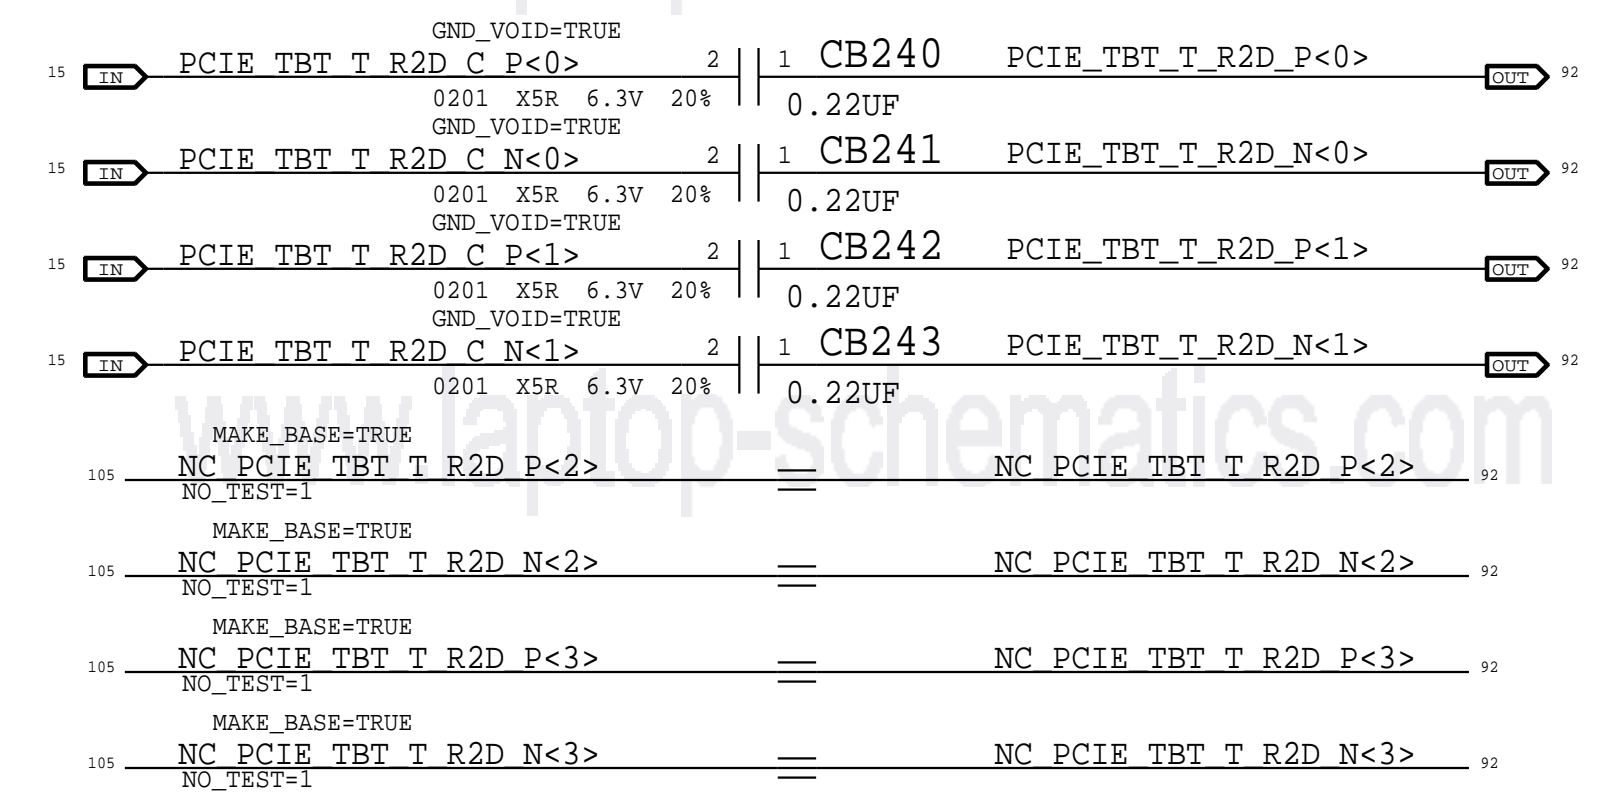 GND_VOID=TRUE
15 IN PCIE_TBT_T_R2D_C_P<0> 2 1 CB240 PCIE_TBT_T_R2D_P<0> OUT 92
0201 X5R 6.3V 20% 0.22UF
GND_VOID=TRUE
15 IN PCIE_TBT_T_R2D_C_N<0> 2 1 CB241 PCIE_TBT_T_R2D_N<0> OUT 92
0201 X5R 6.3V 20% 0.22UF
GND_VOID=TRUE
15 IN PCIE_TBT_T_R2D_C_P<1> 2 1 CB242 PCIE_TBT_T_R2D_P<1> OUT 92
0201 X5R 6.3V 20% 0.22UF
GND_VOID=TRUE
15 IN PCIE_TBT_T_R2D_C_N<1> 2 1 CB243 PCIE_TBT_T_R2D_N<1> OUT 92
0201 X5R 6.3V 20% 0.22UF
www.laptop-schematics.com
MAKE_BASE=TRUE
105 NC_PCIE_TBT_T_R2D_P<2> NC_PCIE_TBT_T_R2D_P<2> 92
NO_TEST=1
MAKE_BASE=TRUE
105 NC_PCIE_TBT_T_R2D_N<2> NC_PCIE_TBT_T_R2D_N<2> 92
NO_TEST=1
MAKE_BASE=TRUE
105 NC_PCIE_TBT_T_R2D_P<3> NC_PCIE_TBT_T_R2D_P<3> 92
NO_TEST=1
MAKE_BASE=TRUE
105 NC_PCIE_TBT_T_R2D_N<3> NC_PCIE_TBT_T_R2D_N<3> 92
NO_TEST=1